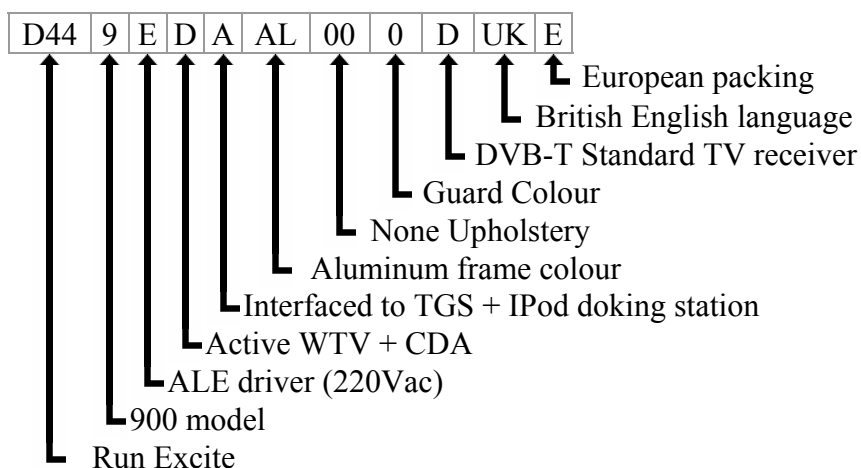 D44 9 E D A AL 00 0 D UK E
European packing
British English language
DVB-T Standard TV receiver
Guard Colour
None Upholstery
Aluminum frame colour
Interfaced to TGS + IPod doking station
Active WTV + CDA
ALE driver (220Vac)
900 model
Run Excite